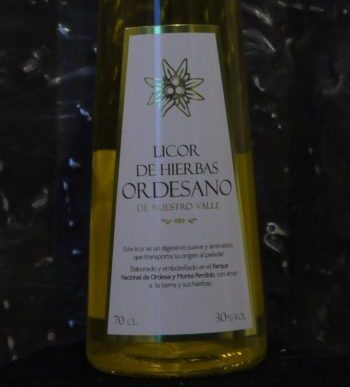 LICOR
DE HIERBAS
ORDESANO
DE NUESTRO VALLE
Este licor es un digestivo suave y aromático
que transporta su origen al paladar
Elaborado y embotellado en el Parque
Nacional de Ordesa y Monte Perdido, con amor
a la tierra y sus hierbas.
70 CL. 30% VOL.